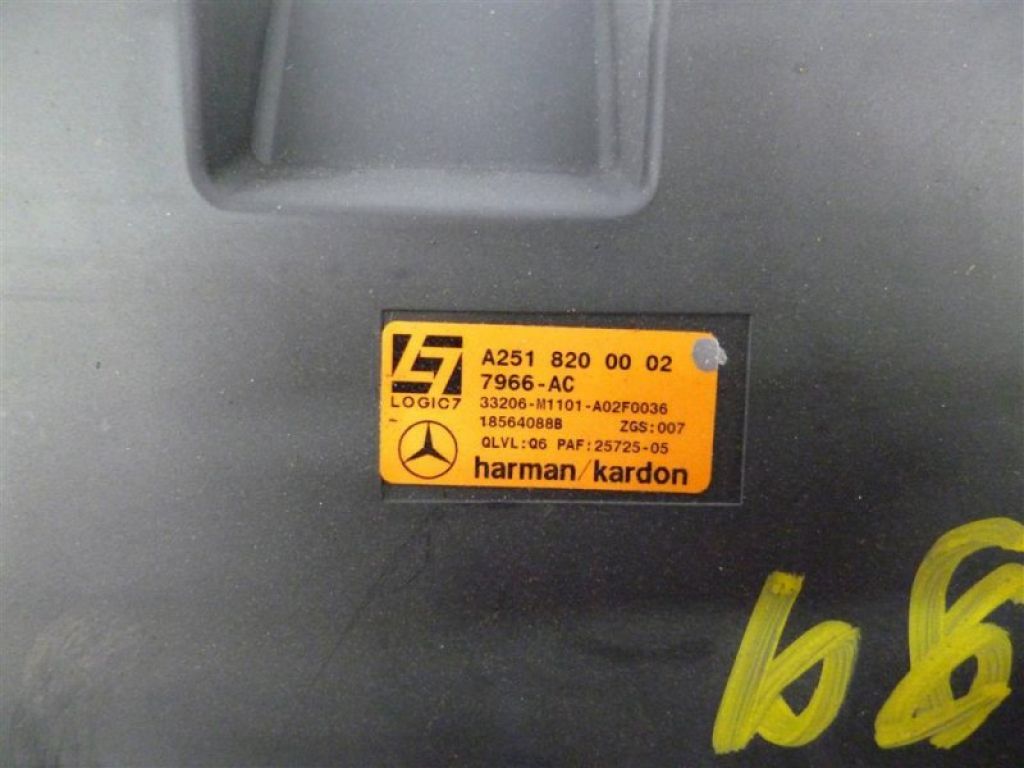 A251 820 00 02
7966-AC
LOGIC7
33206-M1101-A02F0036
18564088B ZGS:007
QLVL:Q6 PAF:25725-05
harman/kardon